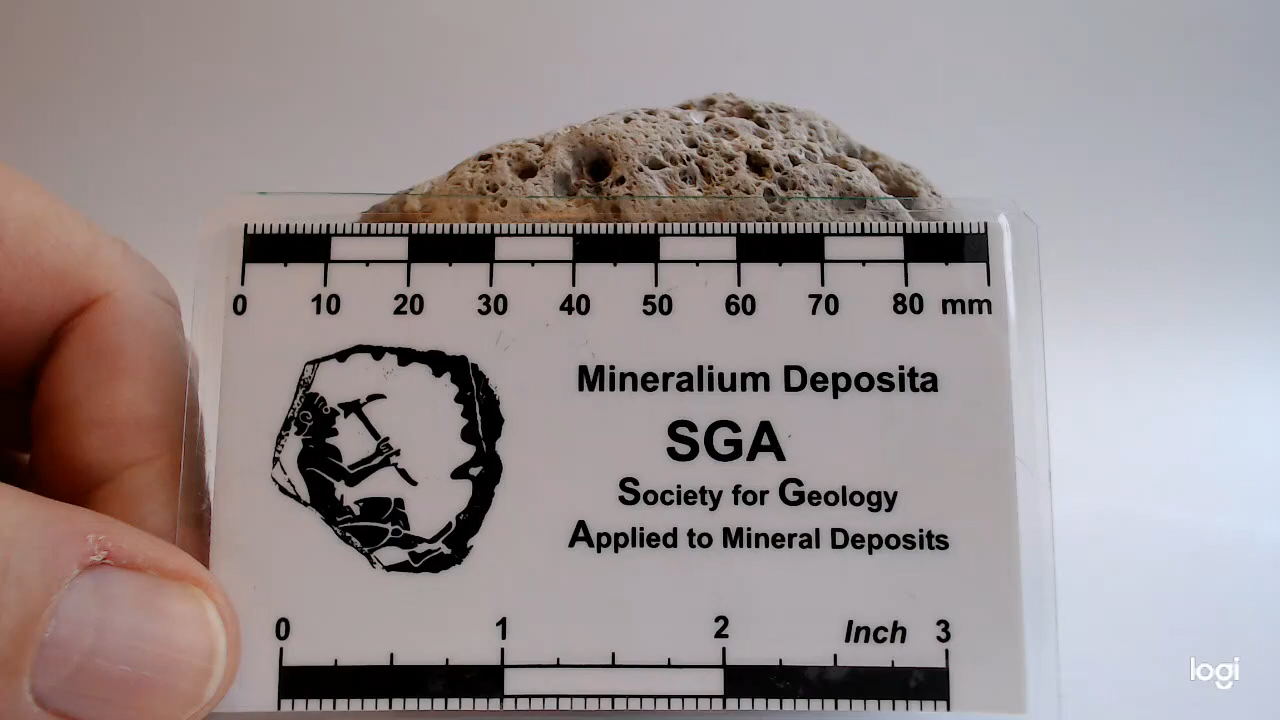 0 10 20 30 40 50 60 70 80 mm
Mineralium Deposita
SGA
Society for Geology
Applied to Mineral Deposits
0 1 2 Inch 3
logi